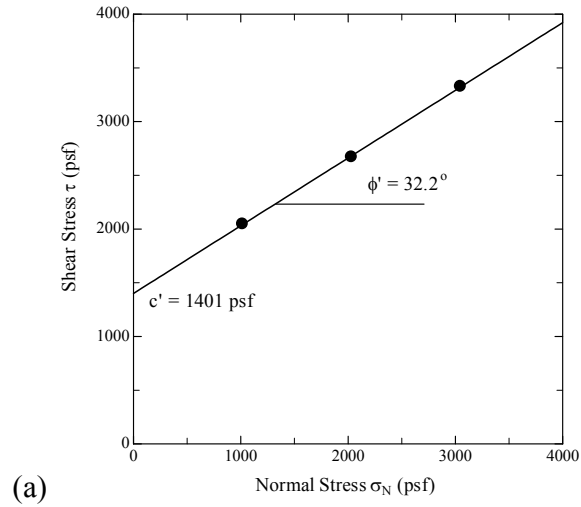 4000
3000
2000
1000
0
Shear Stress τ (psf)
ϕ' = 32.2°
c' = 1401 psf
0 1000 2000 3000 4000
Normal Stress σN (psf)
(a)